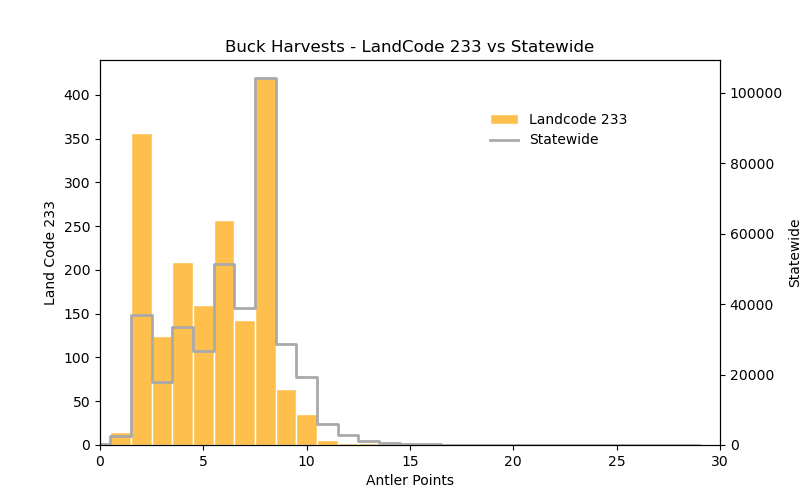 Buck Harvests - LandCode 233 vs Statewide
Land Code 233
400
350
300
250
200
150
100
50
0
Landcode 233
Statewide
100000
80000
60000
40000
20000
0
Statewide
0 5 10 15 20 25 30
Antler Points